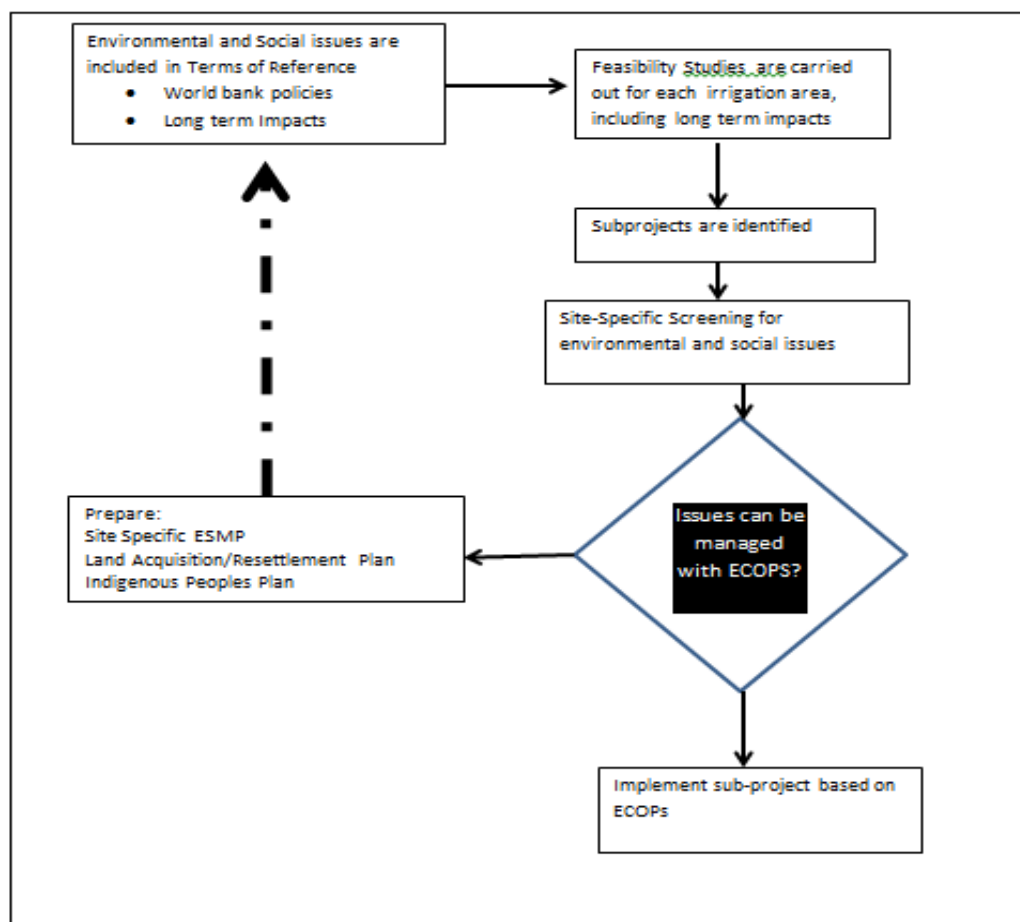 Environmental and Social issues are
included in Terms of Reference
• World bank policies
• Long term Impacts
Feasibility Studies are carried
out for each irrigation area,
including long term impacts
Subprojects are identified
Site-Specific Screening for
environmental and social issues
Issues can be
managed
with ECOPS?
Prepare:
Site Specific ESMP
Land Acquisition/Resettlement Plan
Indigenous Peoples Plan
Implement sub-project based on
ECOPs